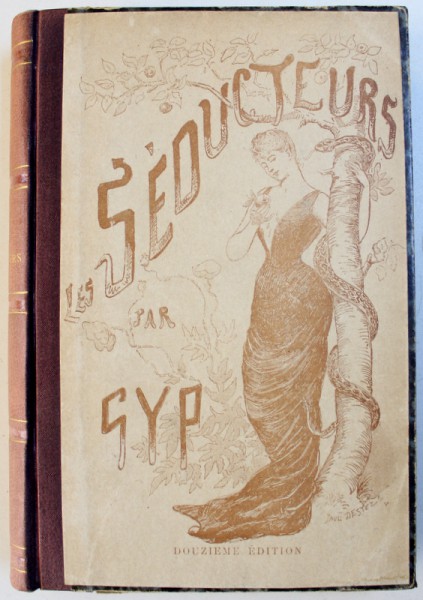 LES SÉDUCTEURS
PAR
GYP
DOUZIÈME ÉDITION